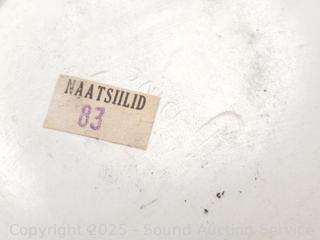 NAATSIILID
83
Copyright 2025 - Sound Auction Service